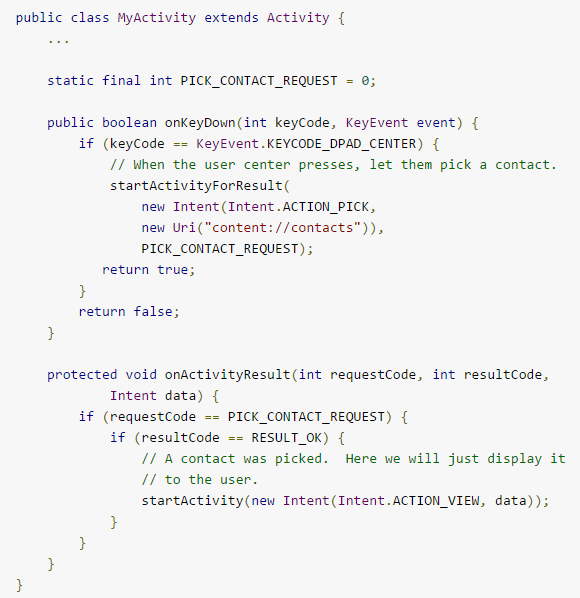 public class MyActivity extends Activity {
    ...

    static final int PICK_CONTACT_REQUEST = 0;

    public boolean onKeyDown(int keyCode, KeyEvent event) {
        if (keyCode == KeyEvent.KEYCODE_DPAD_CENTER) {
            // When the user center presses, let them pick a contact.
            startActivityForResult(
                new Intent(Intent.ACTION_PICK,
                new Uri("content://contacts")),
                PICK_CONTACT_REQUEST);
           return true;
        }
        return false;
    }

    protected void onActivityResult(int requestCode, int resultCode,
            Intent data) {
        if (requestCode == PICK_CONTACT_REQUEST) {
            if (resultCode == RESULT_OK) {
                // A contact was picked.  Here we will just display it
                // to the user.
                startActivity(new Intent(Intent.ACTION_VIEW, data));
            }
        }
    }
}